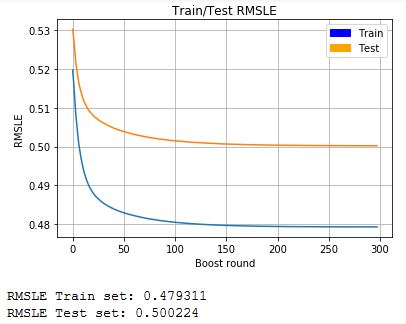 Train/Test RMSLE
Train
Test
0.53
0.52
0.51
0.50
0.49
0.48
RMSLE
0 50 100 150 200 250 300
Boost round
RMSLE Train set: 0.479311
RMSLE Test set: 0.500224